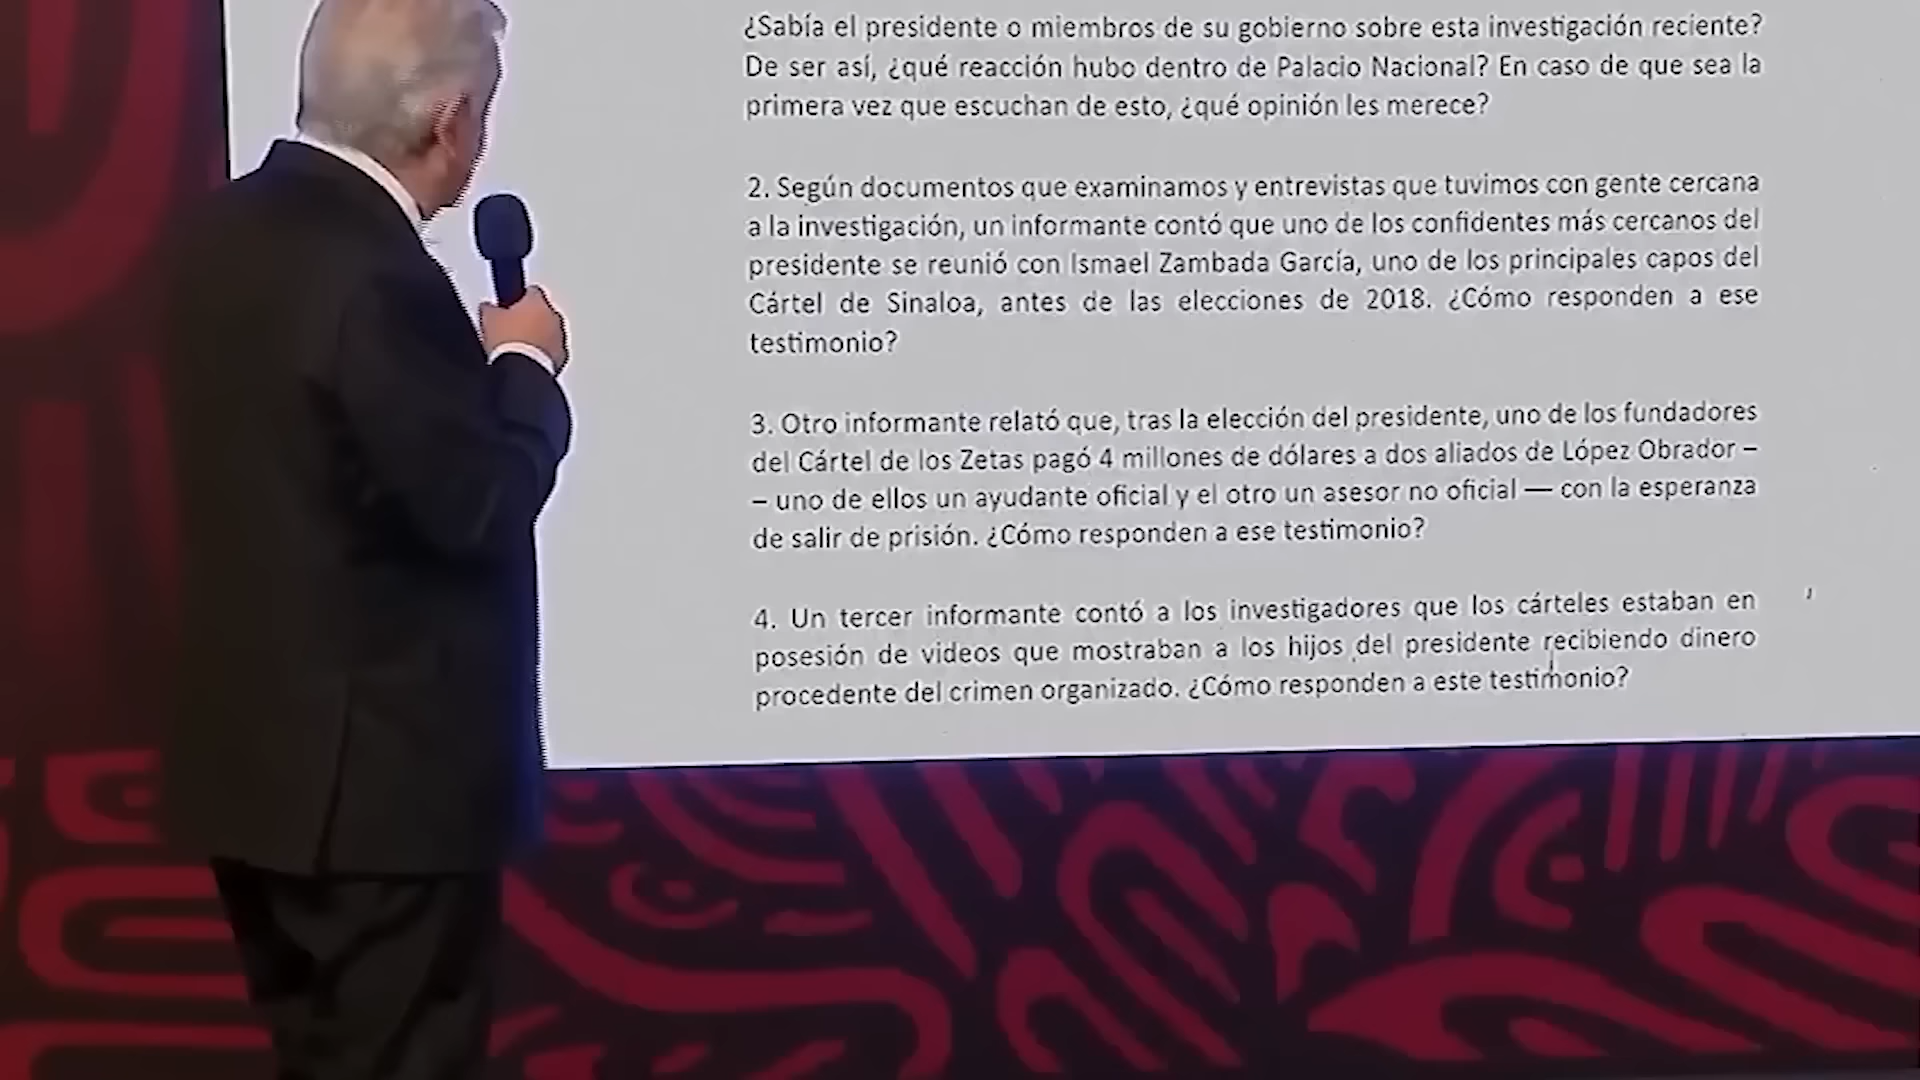 ¿Sabía el presidente o miembros de su gobierno sobre esta investigación reciente?
De ser así, ¿qué reacción hubo dentro de Palacio Nacional? En caso de que sea la
primera vez que escuchan de esto, ¿qué opinión les merece?
2. Según documentos que examinamos y entrevistas que tuvimos con gente cercana
a la investigación, un informante contó que uno de los confidentes más cercanos del
presidente se reunió con Ismael Zambada García, uno de los principales capos del
Cártel de Sinaloa, antes de las elecciones de 2018. ¿Cómo responden a ese
testimonio?
3. Otro informante relató que, tras la elección del presidente, uno de los fundadores
del Cártel de los Zetas pagó 4 millones de dólares a dos aliados de López Obrador –
– uno de ellos un ayudante oficial y el otro un asesor no oficial — con la esperanza
de salir de prisión. ¿Cómo responden a ese testimonio?
4. Un tercer informante contó a los investigadores que los cárteles estaban en
posesión de videos que mostraban a los hijos del presidente recibiendo dinero
procedente del crimen organizado. ¿Cómo responden a este testimonio?